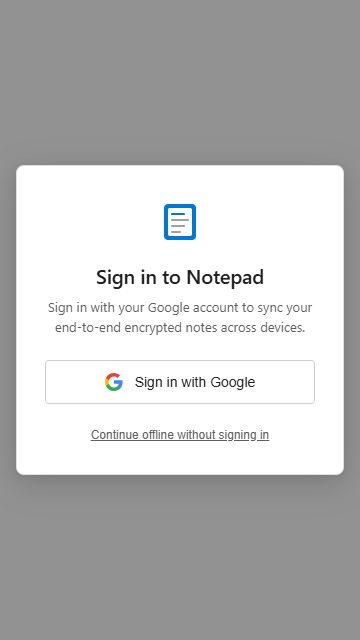 Sign in to Notepad
Sign in with your Google account to sync your
end-to-end encrypted notes across devices.
Sign in with Google
Continue offline without signing in